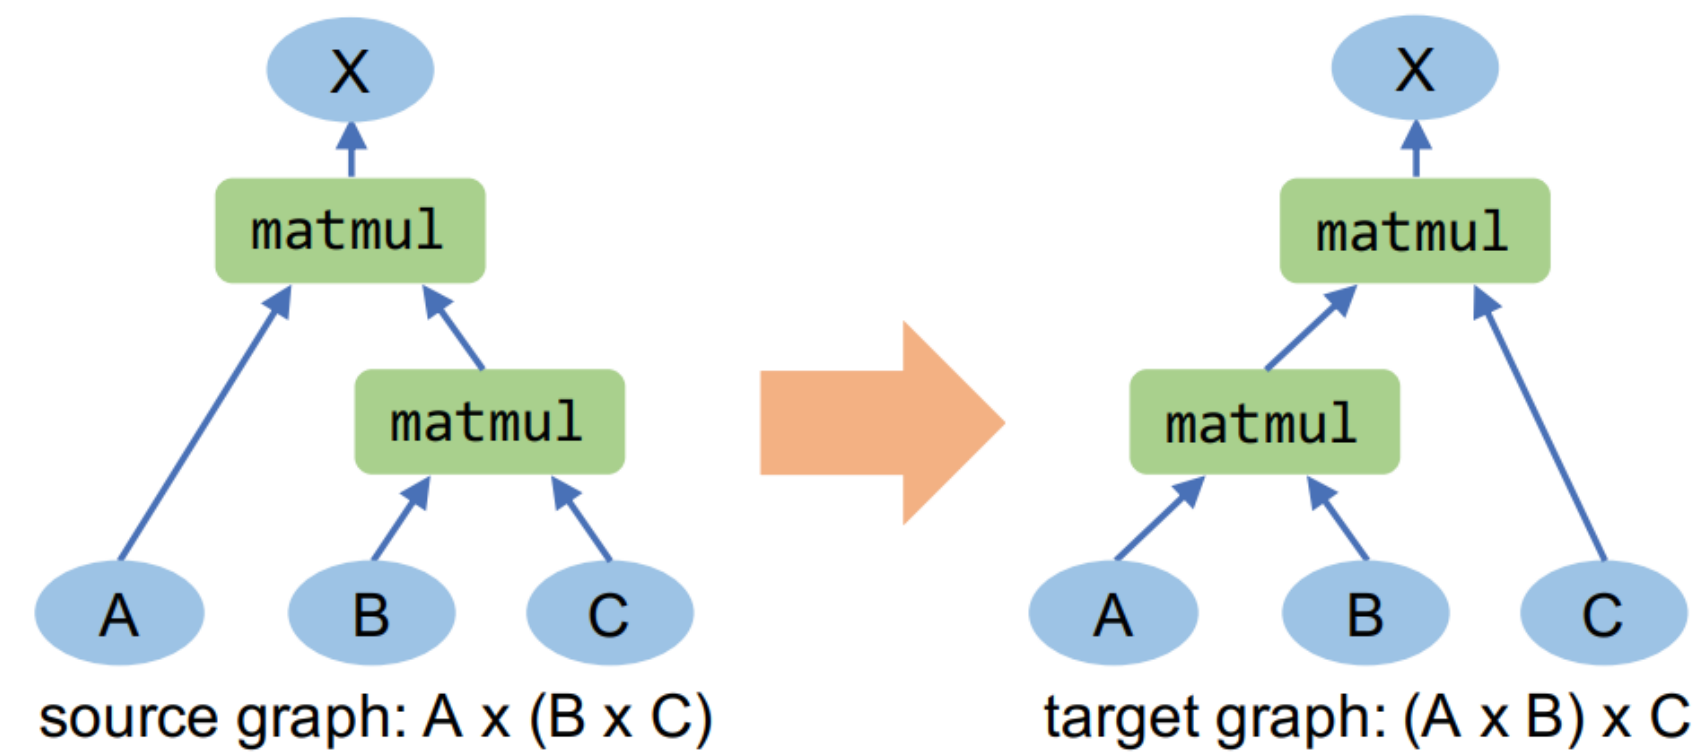 X
matmul
matmul
A B C
source graph: A x (B x C)
X
matmul
matmul
A B C
target graph: (A x B) x C